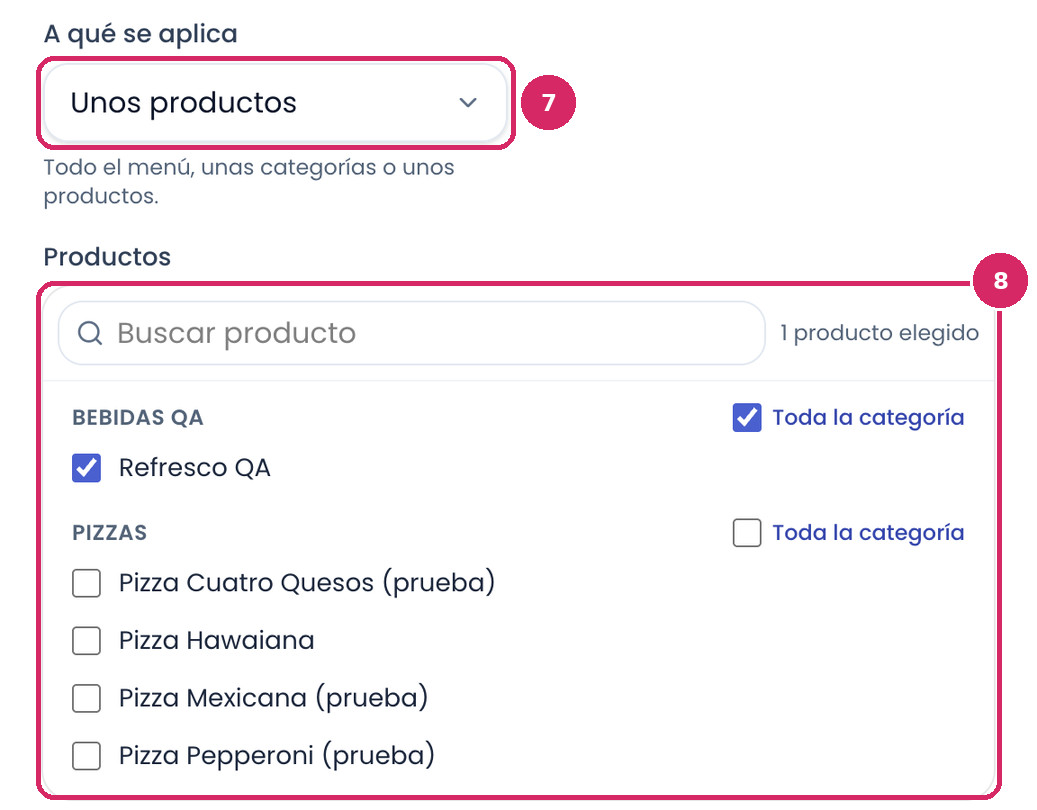 A qué se aplica
Unos productos
7
Todo el menú, unas categorías o unos
productos.
Productos
8
Buscar producto
1 producto elegido
BEBIDAS QA
Toda la categoría
Refresco QA
PIZZAS
Toda la categoría
Pizza Cuatro Quesos (prueba)
Pizza Hawaiana
Pizza Mexicana (prueba)
Pizza Pepperoni (prueba)